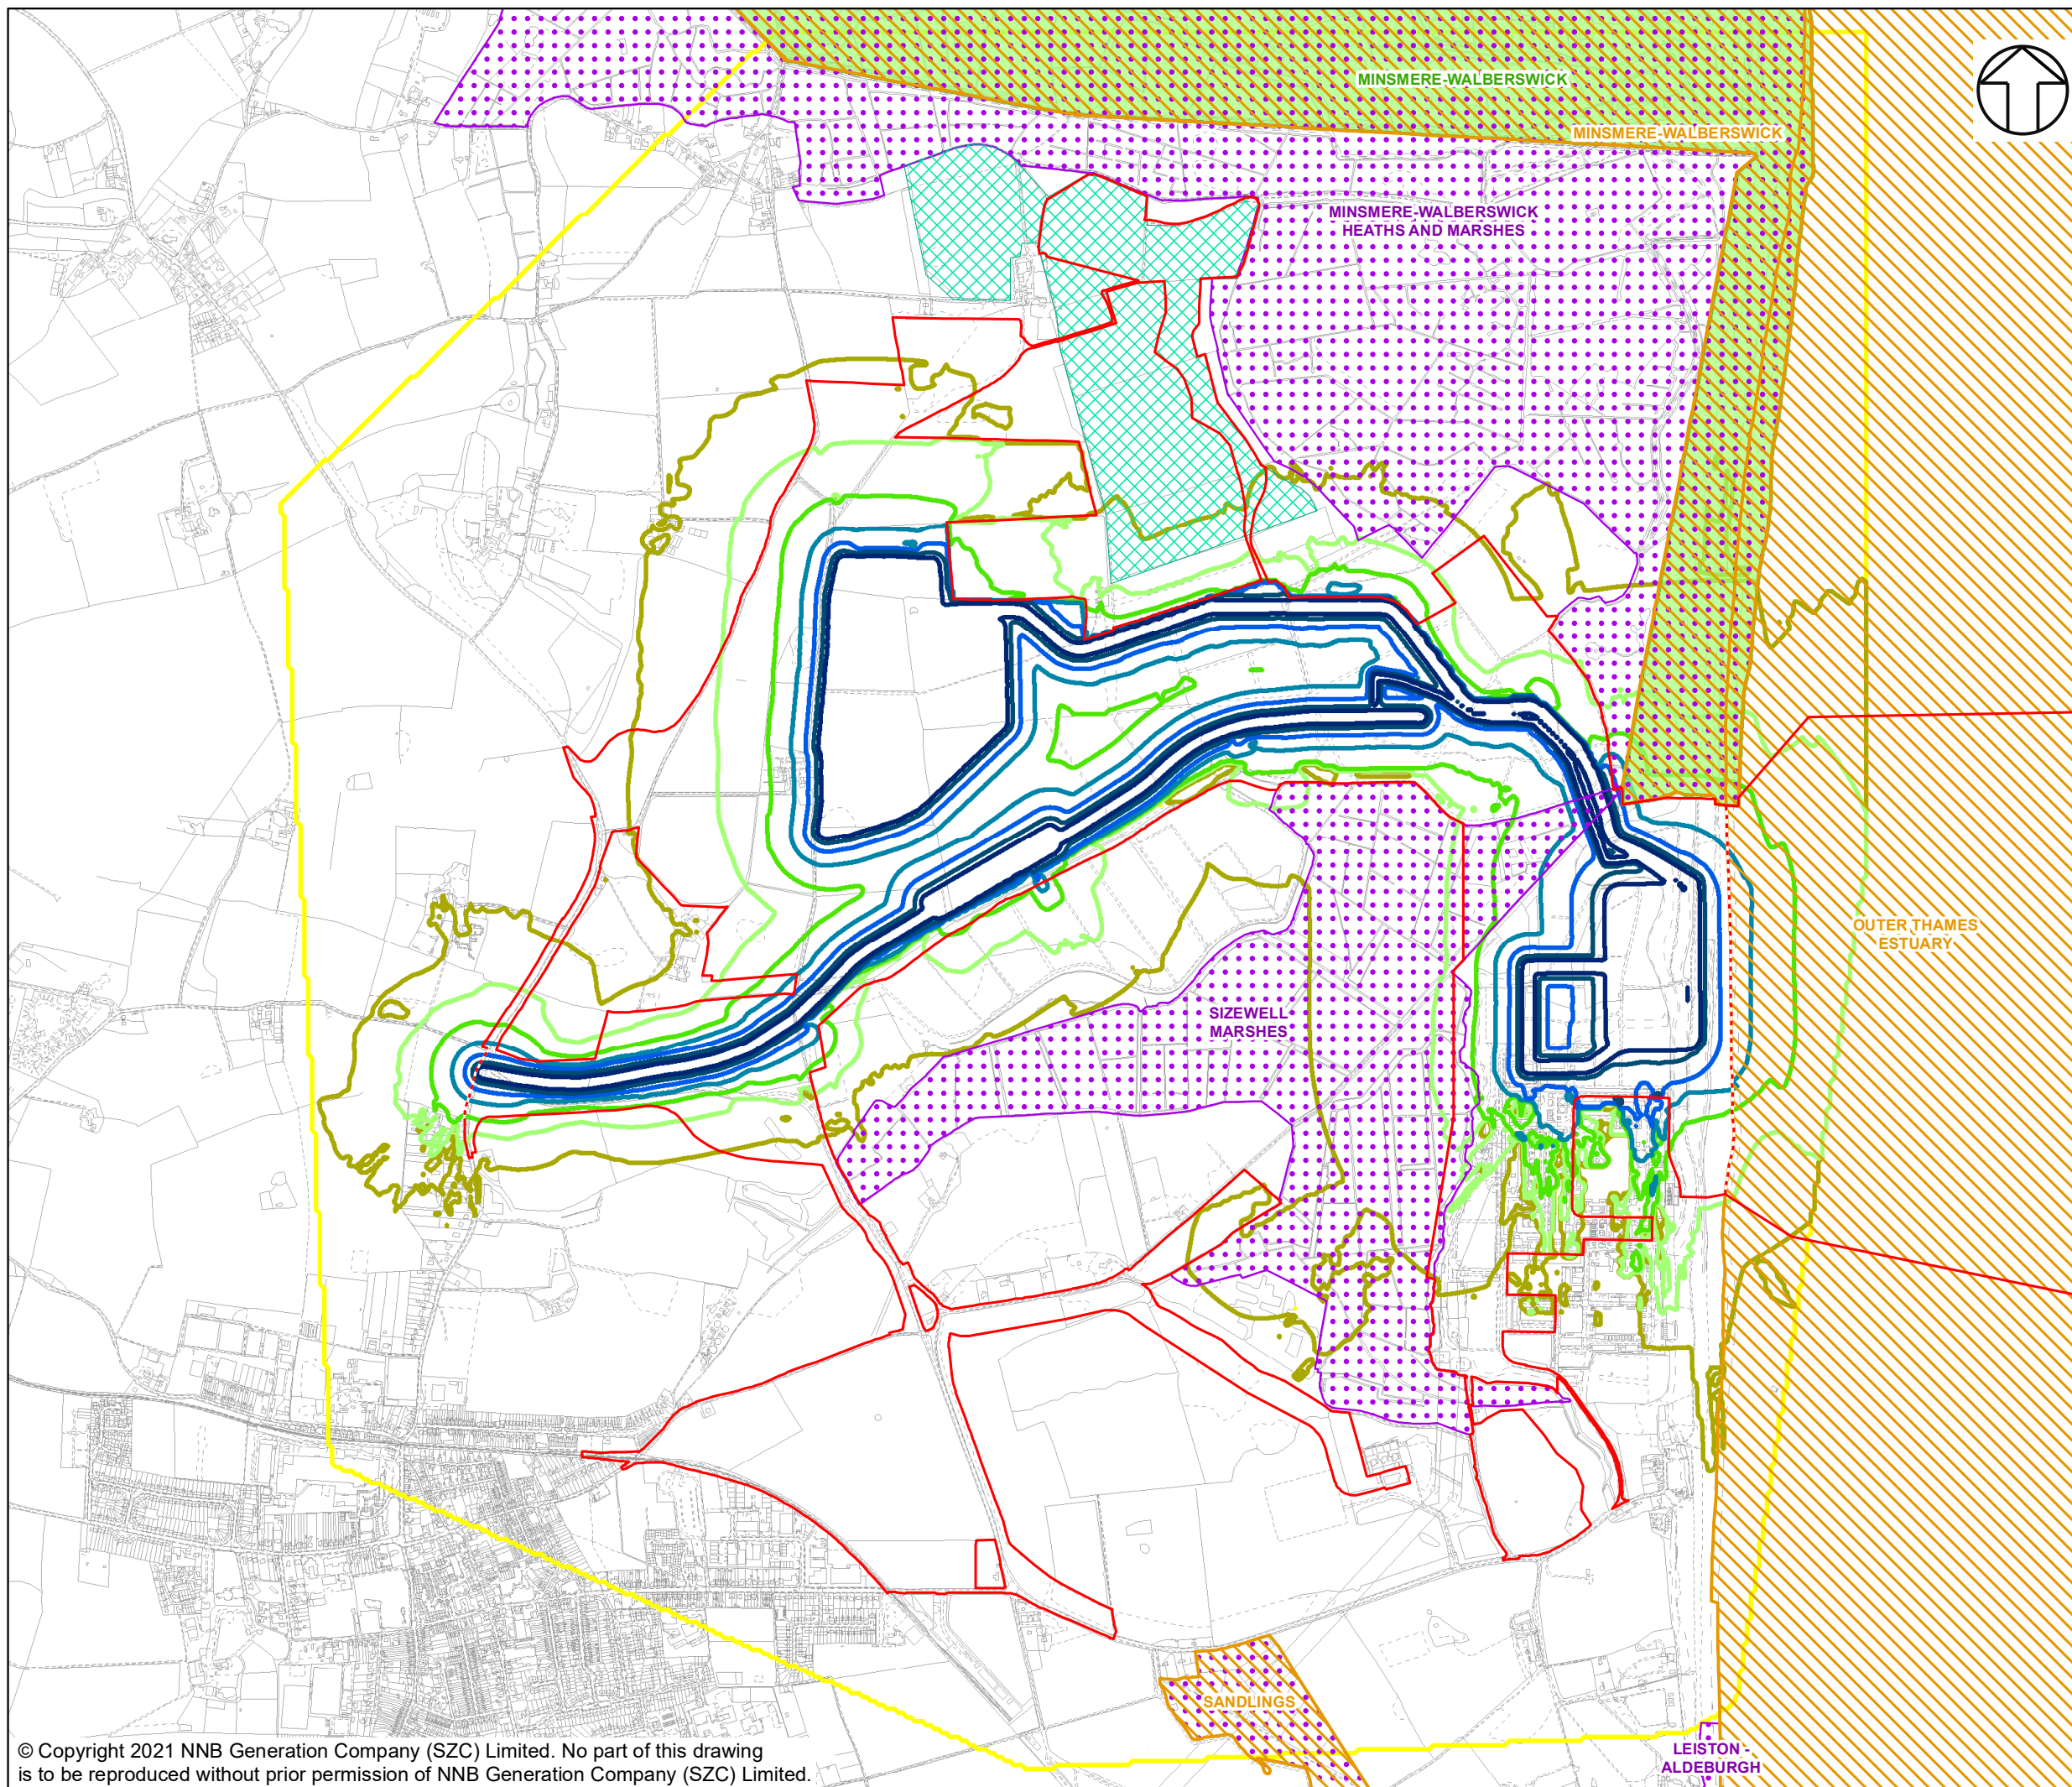 MINSMERE-WALBERSWICK
MINSMERE-WALBERSWICK
MINSMERE-WALBERSWICK
HEATHS AND MARSHES
OUTER THAMES
ESTUARY
SIZEWELL
MARSHES
SANDLINGS
LEISTON -
ALDEBURGH
© Copyright 2021 NNB Generation Company (SZC) Limited. No part of this drawing
is to be reproduced without prior permission of NNB Generation Company (SZC) Limited.